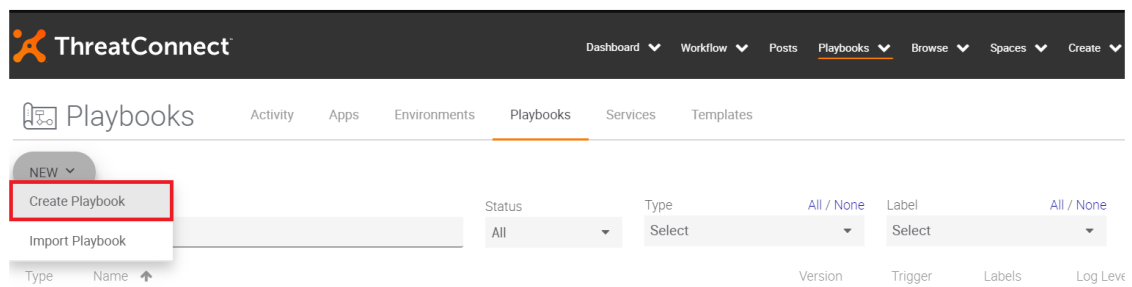 ThreatConnect
Dashboard Workflow Posts Playbooks Browse Spaces Create
Playbooks Activity Apps Environments Playbooks Services Templates
NEW
Create Playbook
Import Playbook
Status Type All / None Label All / None
All Select Select
Type Name Version Trigger Labels Log Leve